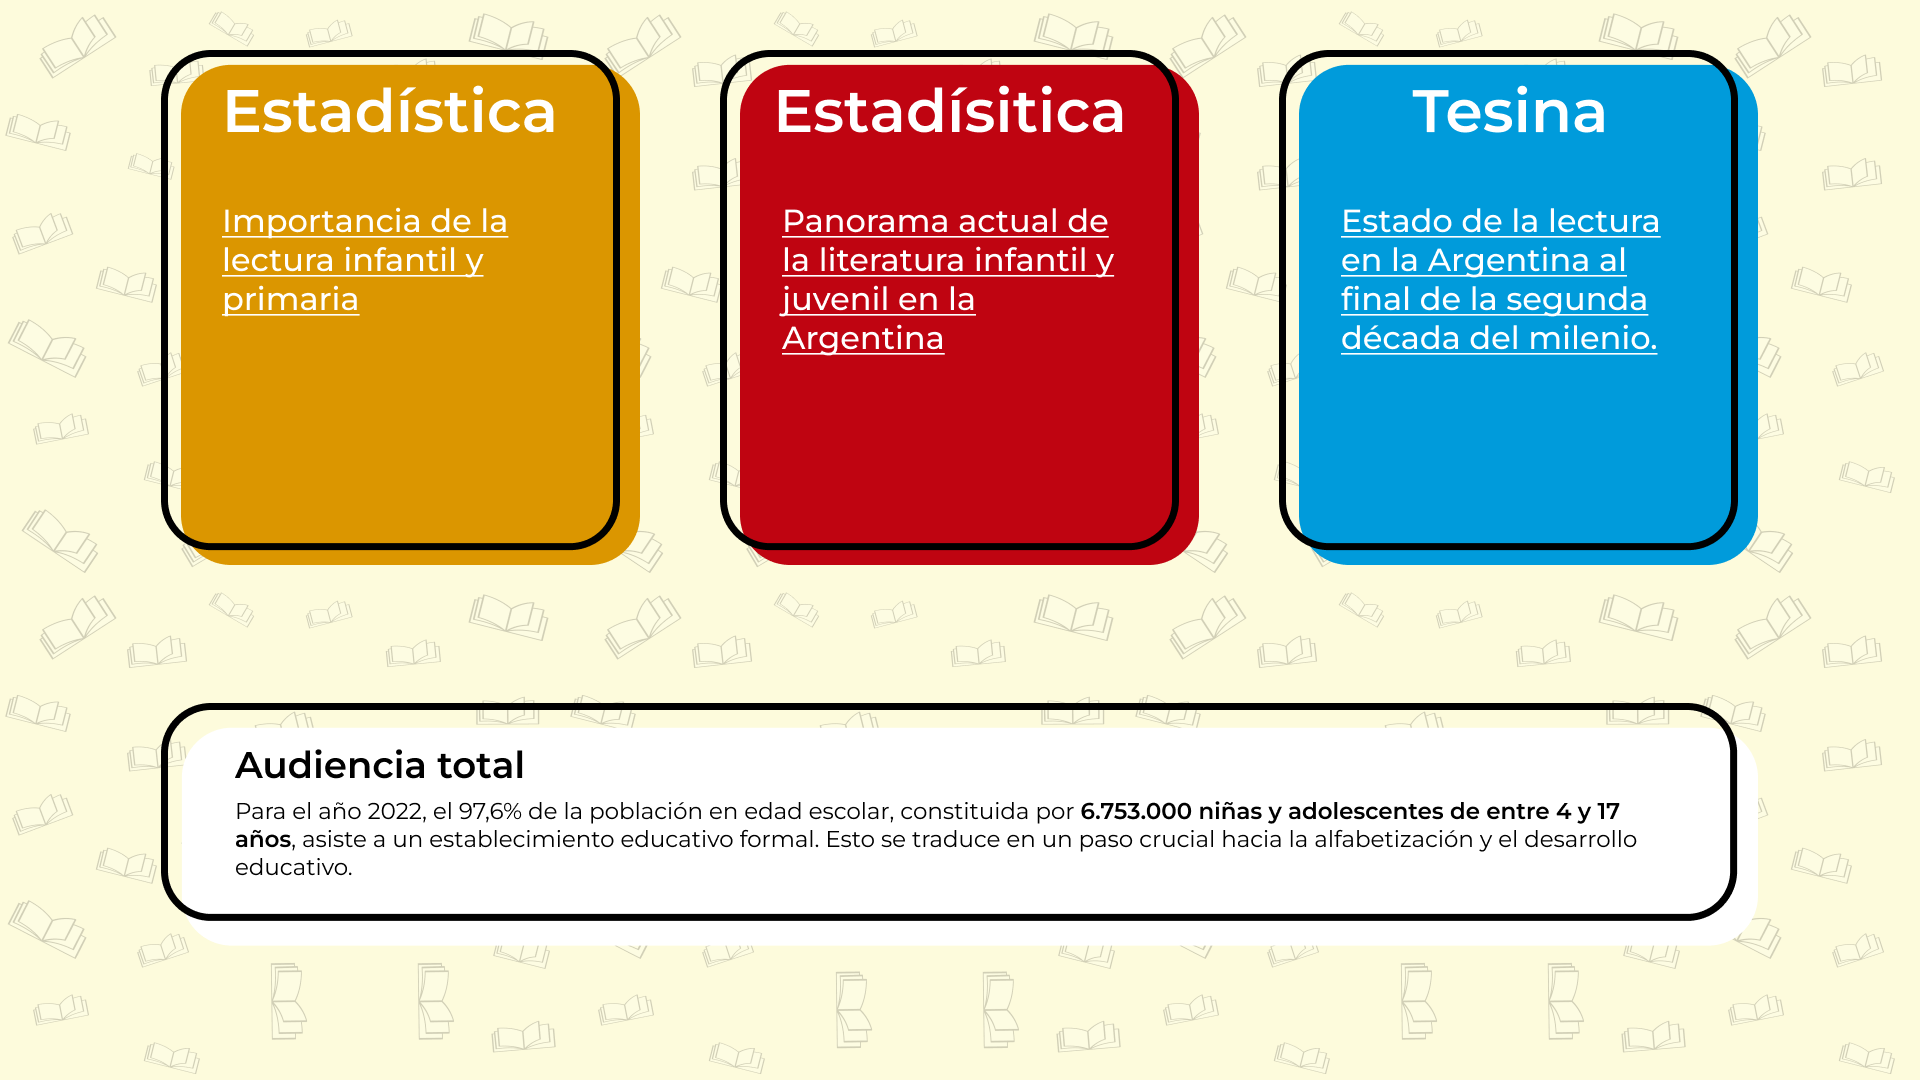 Estadística
Importancia de la
lectura infantil y
primaria
Estadísitica
Panorama actual de
la literatura infantil y
juvenil en la
Argentina
Tesina
Estado de la lectura
en la Argentina al
final de la segunda
década del milenio.
Audiencia total
Para el año 2022, el 97,6% de la población en edad escolar, constituida por 6.753.000 niñas y adolescentes de entre 4 y 17
años, asiste a un establecimiento educativo formal. Esto se traduce en un paso crucial hacia la alfabetización y el desarrollo
educativo.